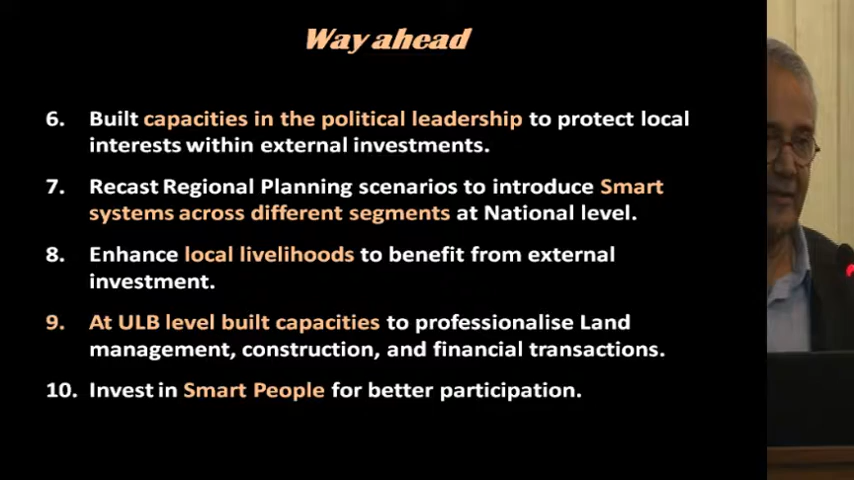 Way ahead
6. Built capacities in the political leadership to protect local
interests within external investments.
7. Recast Regional Planning scenarios to introduce Smart
systems across different segments at National level.
8. Enhance local livelihoods to benefit from external
investment.
9. At ULB level built capacities to professionalise Land
management, construction, and financial transactions.
10. Invest in Smart People for better participation.